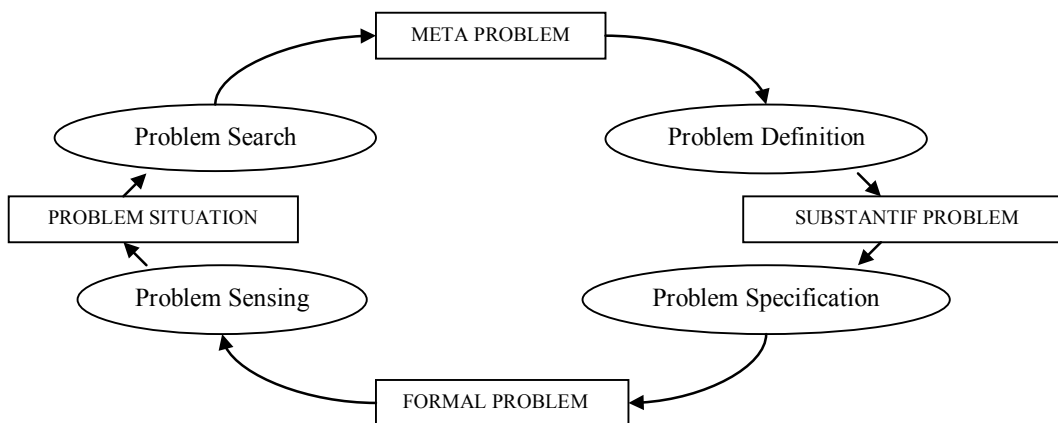 META PROBLEM
Problem Search
Problem Definition
PROBLEM SITUATION
SUBSTANTIF PROBLEM
Problem Sensing
Problem Specification
FORMAL PROBLEM